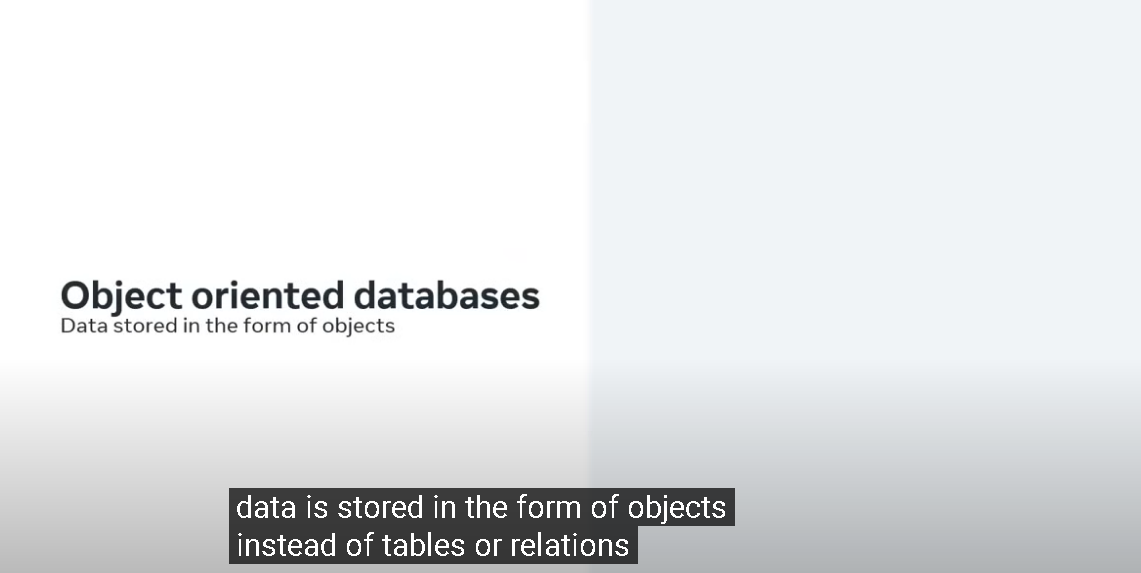 Object oriented databases
Data stored in the form of objects
data is stored in the form of objects
instead of tables or relations